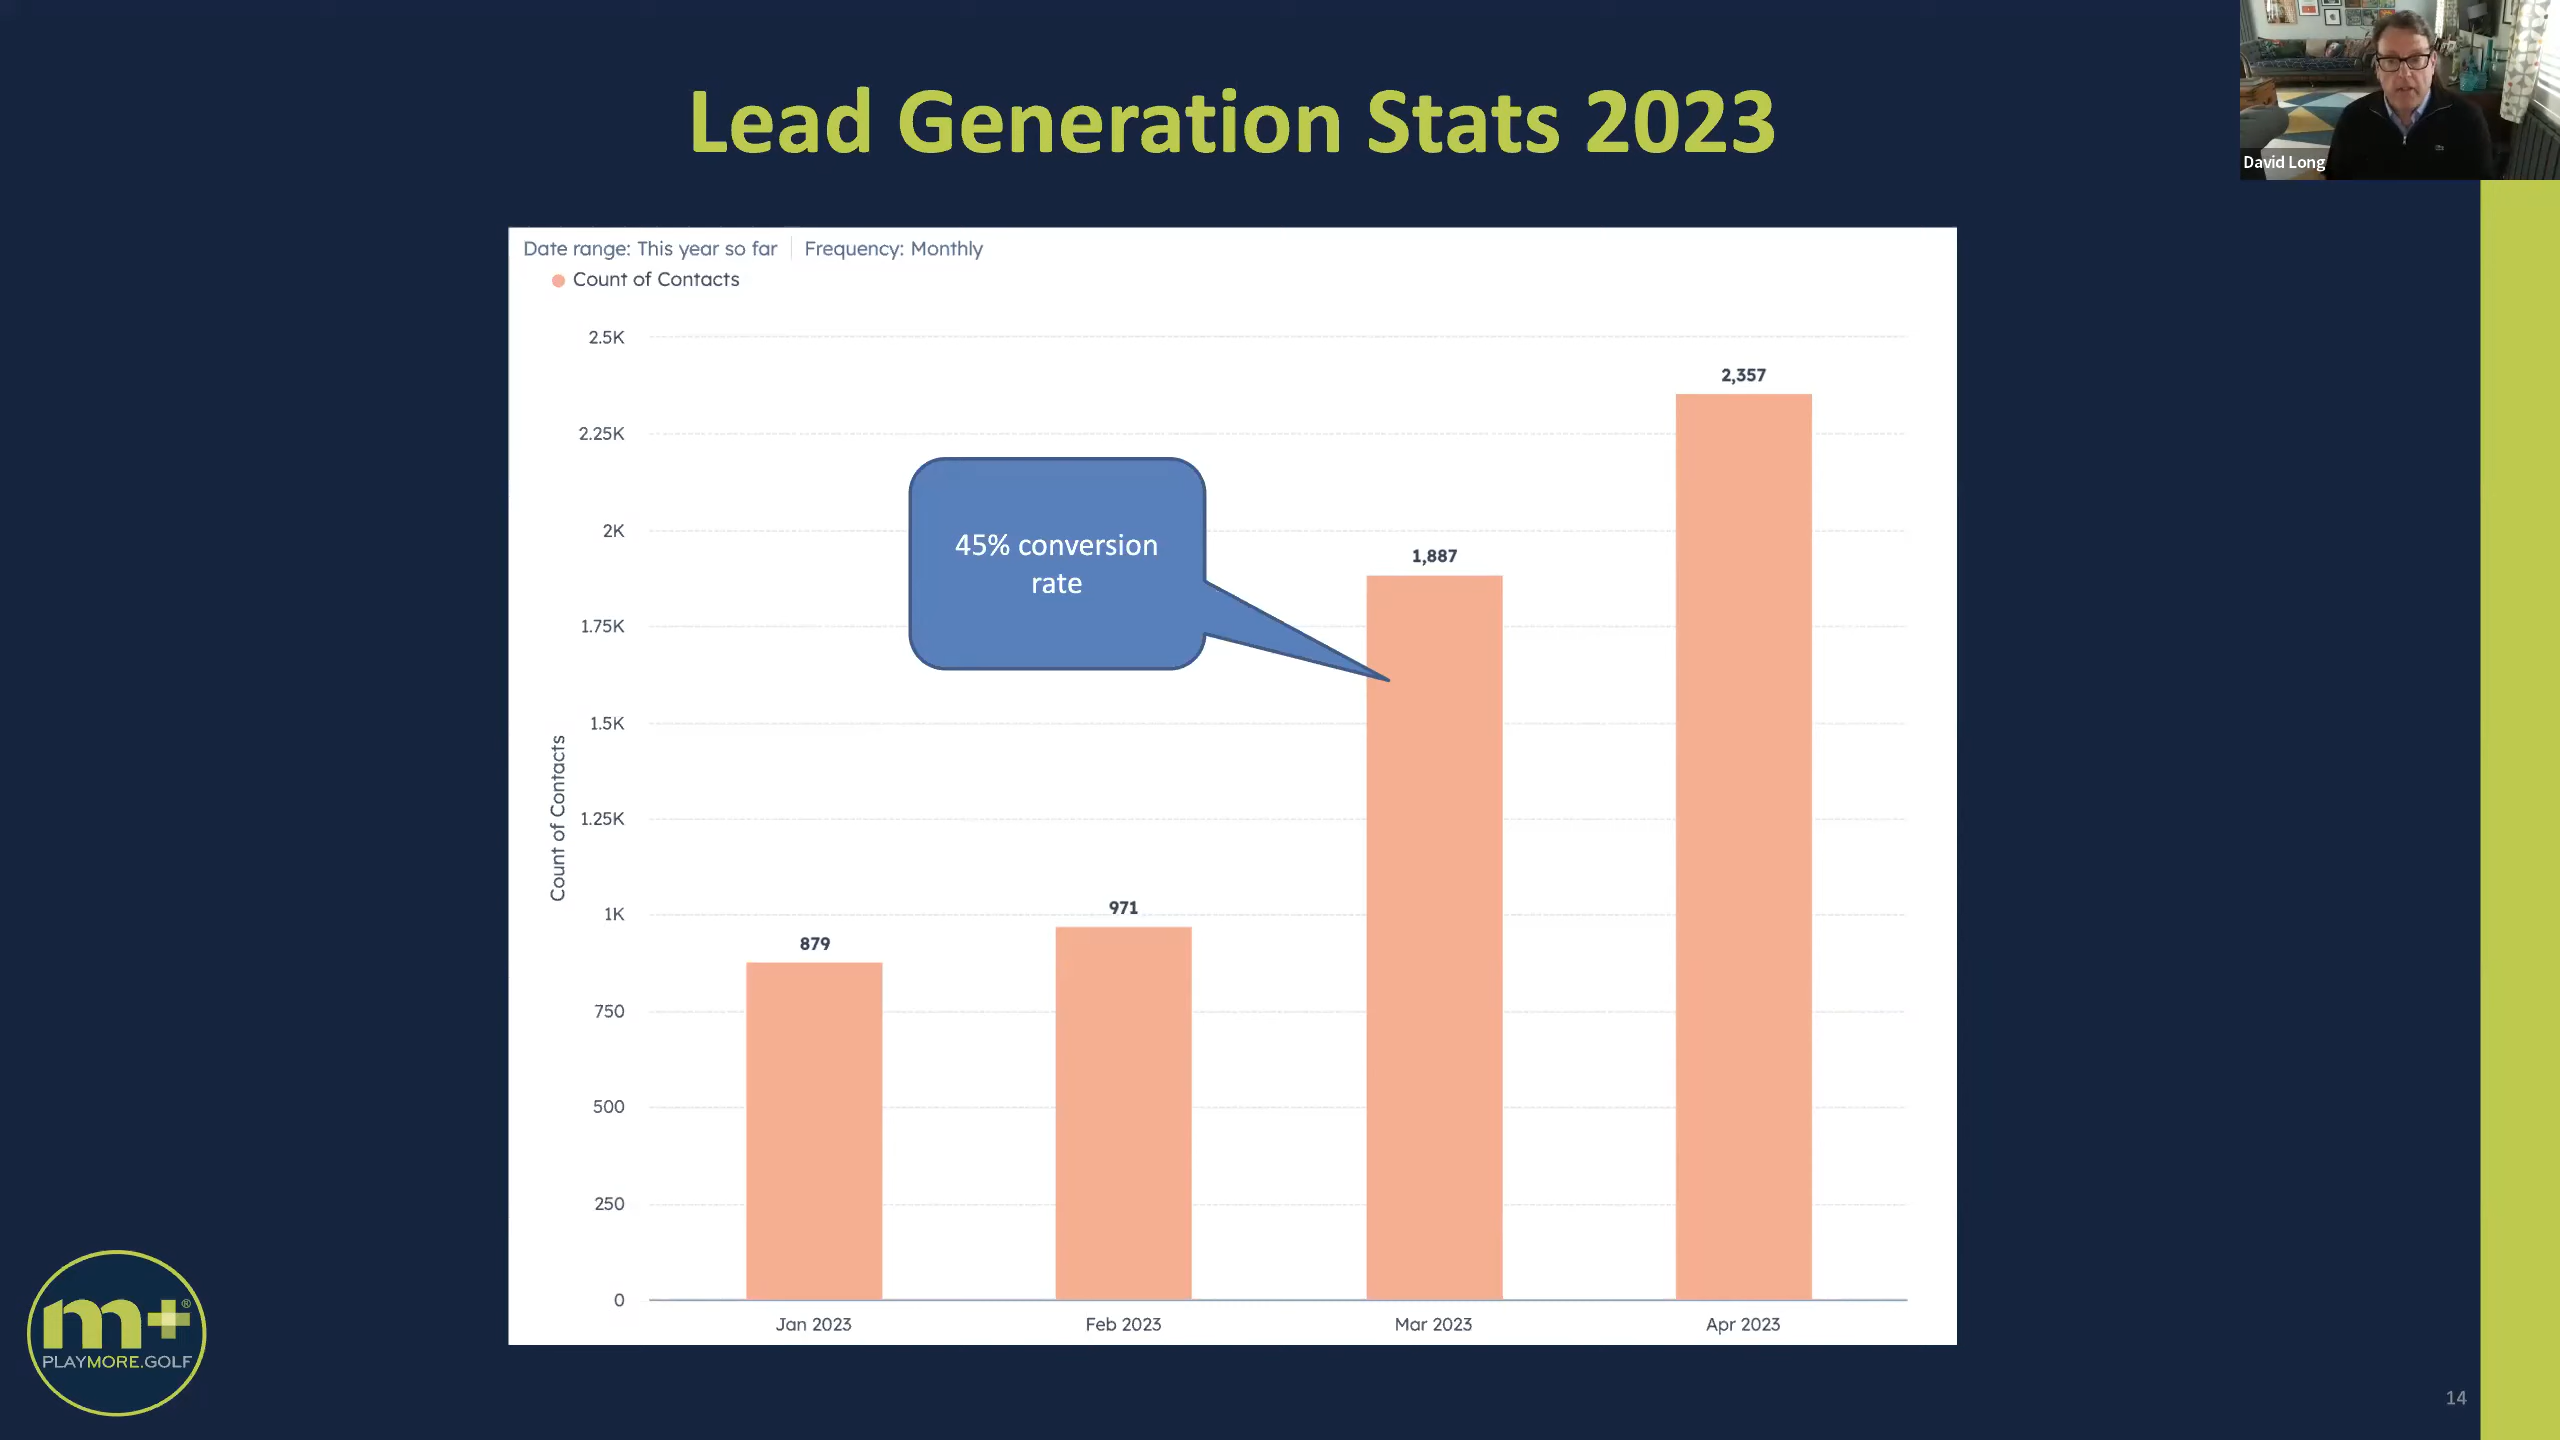 Lead Generation Stats 2023
David Long
Date range: This year so far
Frequency: Monthly
Count of Contacts
2.5K
2.25K
2K
1.75K
1.5K
1.25K
1K
750
500
250
0
Count of Contacts
879
971
1,887
2,357
45% conversion
rate
Jan 2023
Feb 2023
Mar 2023
Apr 2023
m+®
PLAYMORE.GOLF
14